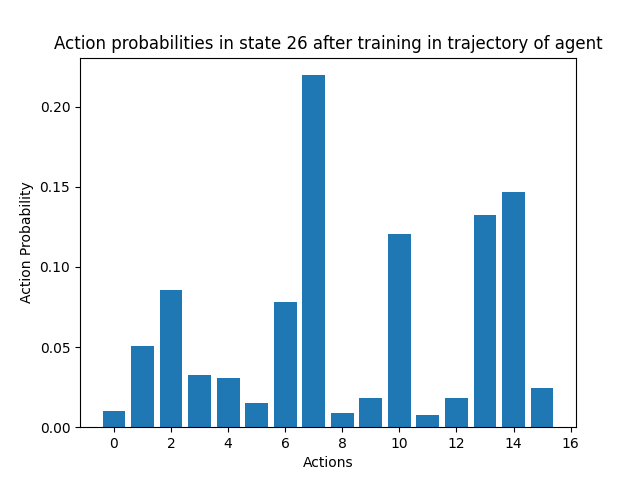 Action probabilities in state 26 after training in trajectory of agent
0.20
0.15
0.10
0.05
0.00
Action Probability
0 2 4 6 8 10 12 14 16
Actions